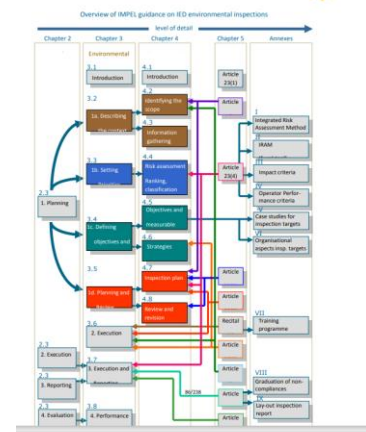 Overview of IMPEL guidance on IED environmental inspections
level of detail
Chapter 2
Chapter 3
Chapter 4
Chapter 5
Annexes
Environmental
3.1
Introduction
4.1
Introduction
Article
23(1)
3.2
1a. Describing
the context
4.2
Identifying the
scope
Article
4.3
Information
gathering
I
Integrated Risk
Assessment Method
IRAM
3.3
1b. Setting
4.4
Risk assessment
Ranking,
classification
Article
23(4)
III
Impact criteria
IV
Operator Perfor-
mance criteria
2.3
1. Planning
3.4
1c. Defining
objectives and
4.5
Objectives and
measurable
V
Case studies for
inspection targets
4.6
Strategies
VI
Organisational
aspects insp. targets
3.5
1d. Planning and
Review
4.7
Inspection plan
Article
4.8
Review and
revision
Article
3.6
2. Execution
Recital
VII
Training
programme
2.3
2. Execution
Article
3.7
3. Execution and
Reporting
Article
VIII
Graduation of non-
compliances
2.3
3. Reporting
Article
IX
Lay-out inspection
report
2.3
4. Evaluation
3.8
4. Performance
Article